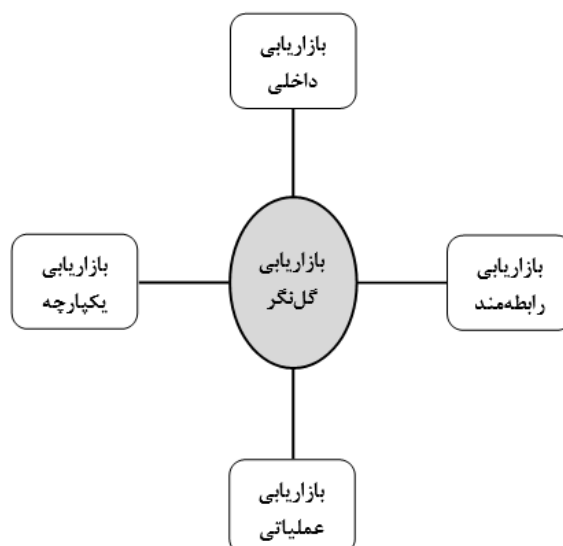 بازاریابی
داخلی
بازاریابی
رابطه‌مند
بازاریابی
گل‌نگر
بازاریابی
یکپارچه
بازاریابی
عملیاتی